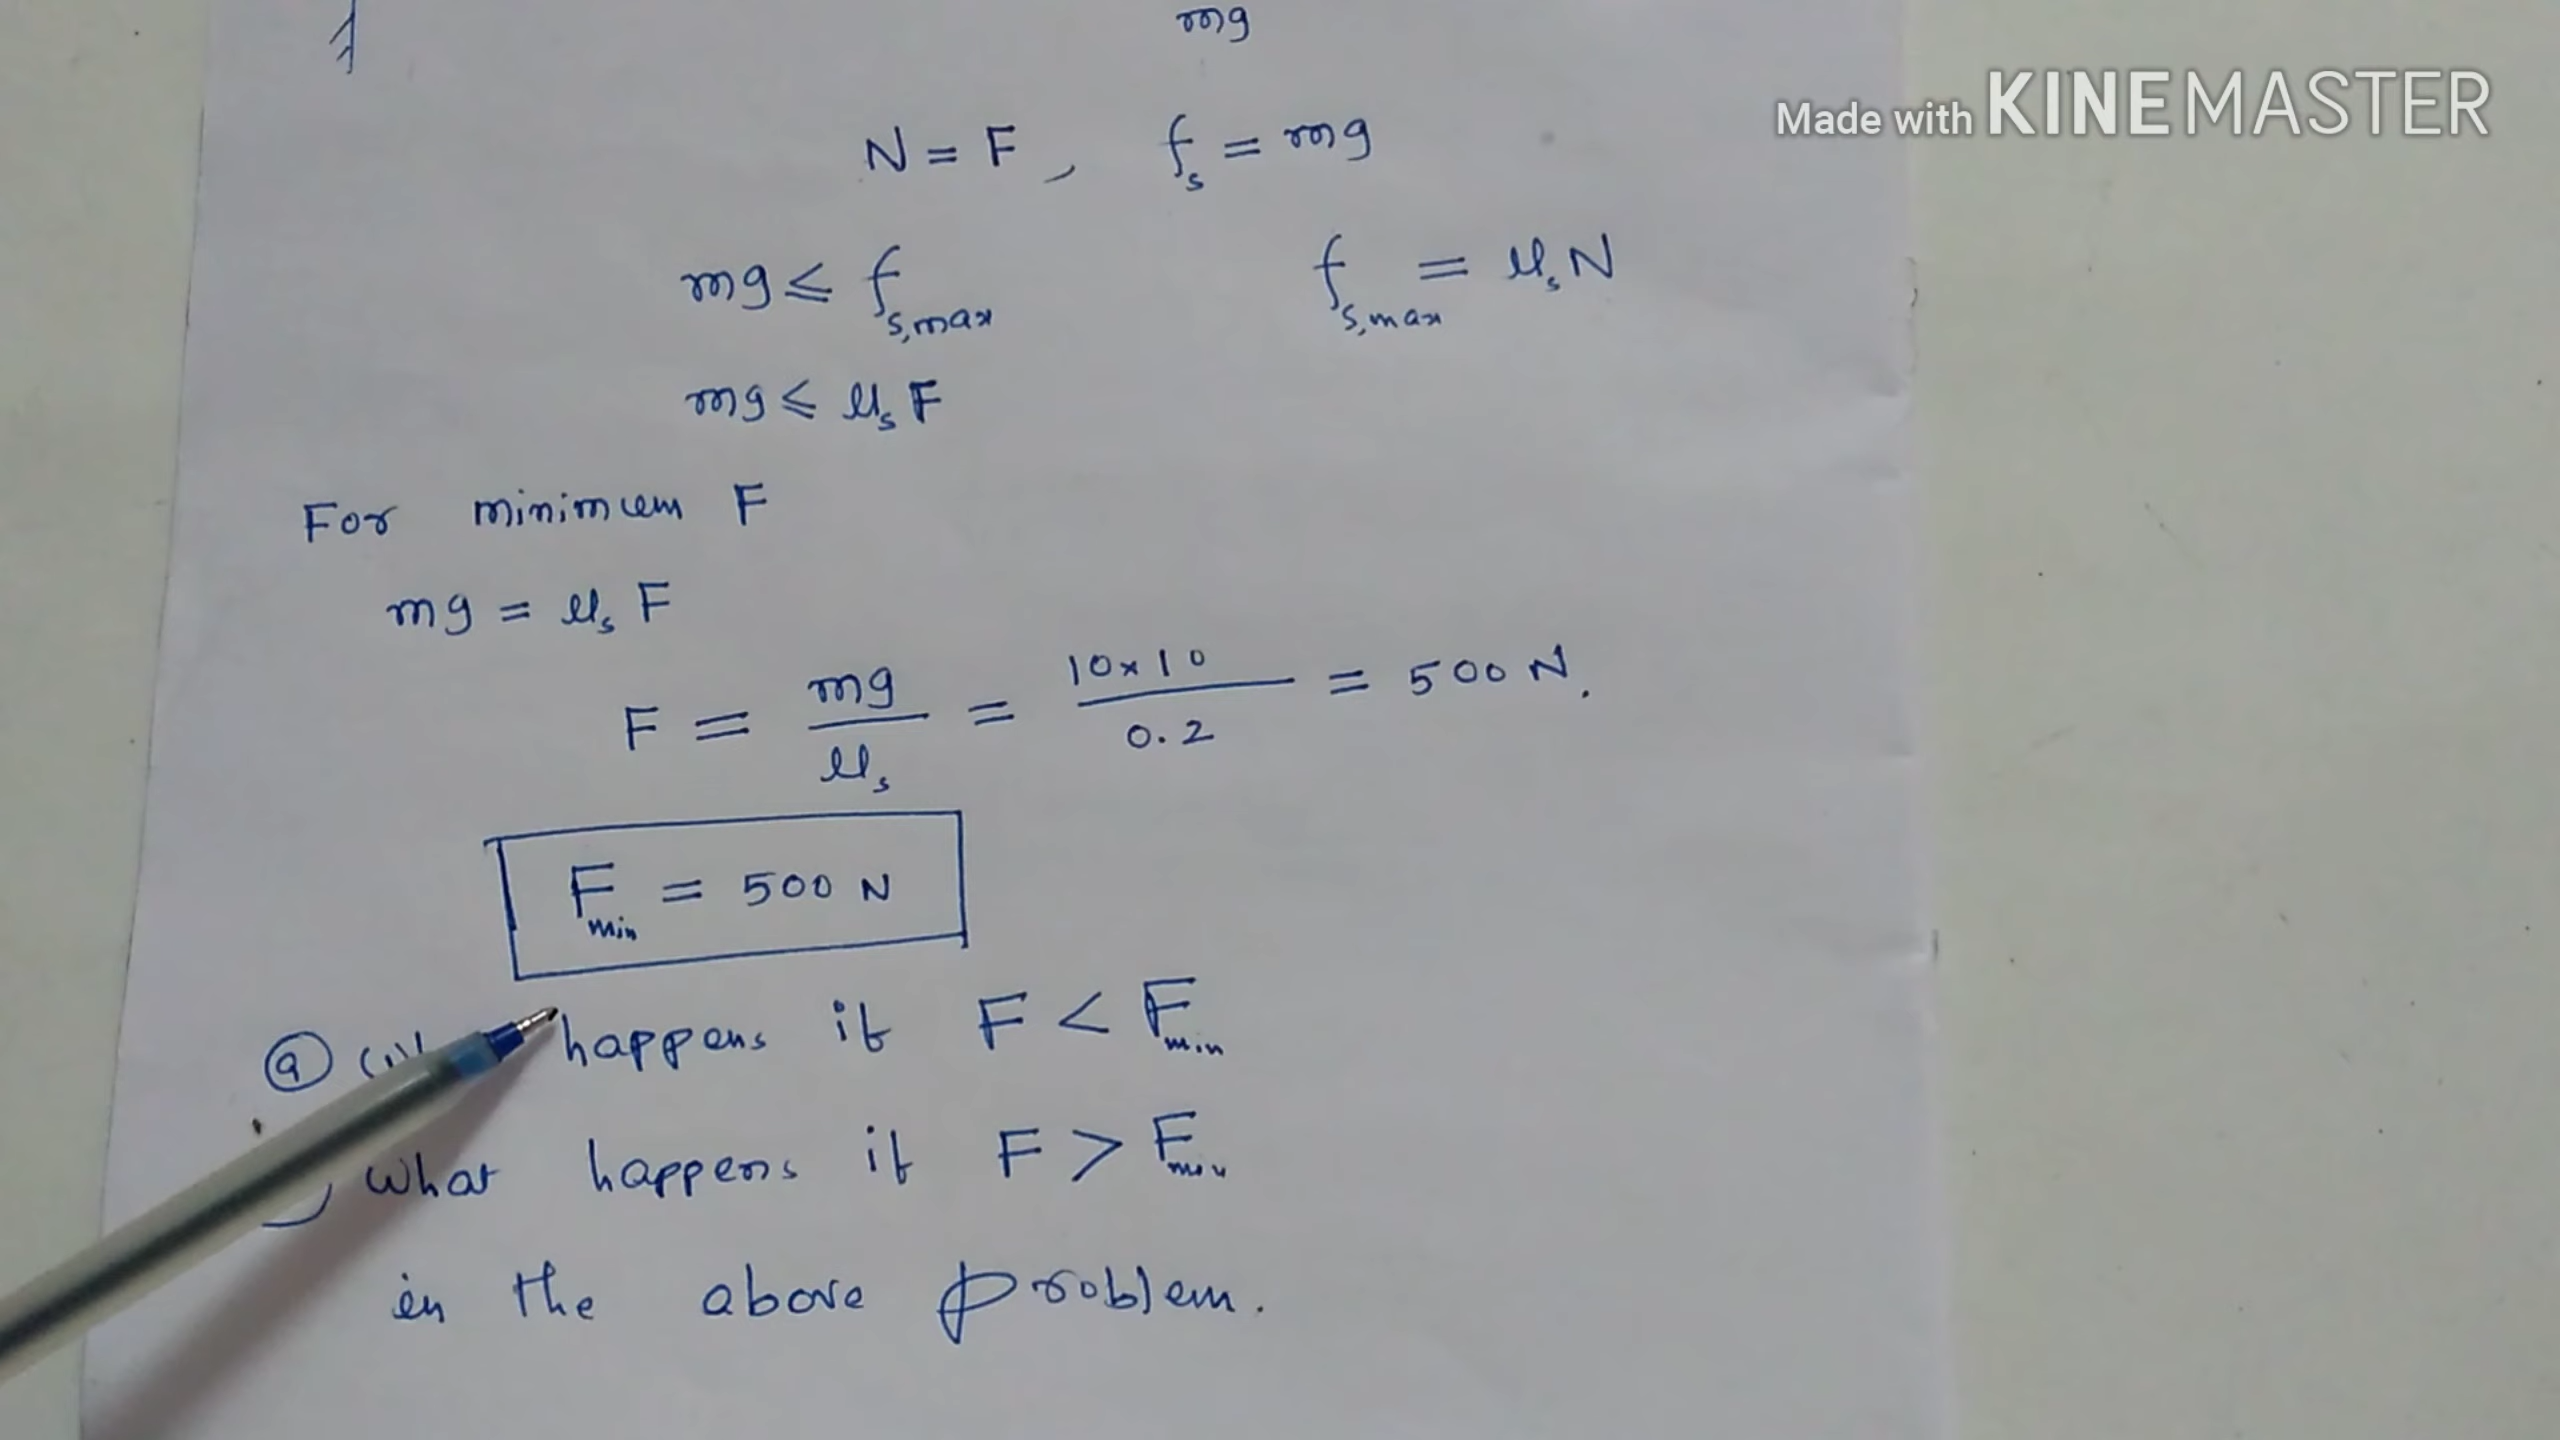 mg
Made with KINEMASTER
N = F, fs = mg
mg ≤ fs,max fs,max = μsN
mg ≤ μs F
For minimum F
mg = μs F
F = mg/μs = 10×10/0.2 = 500 N.
Fmin = 500 N
ⓐ happens if F < Fmin
What happens if F > Fmin
in the above problem.